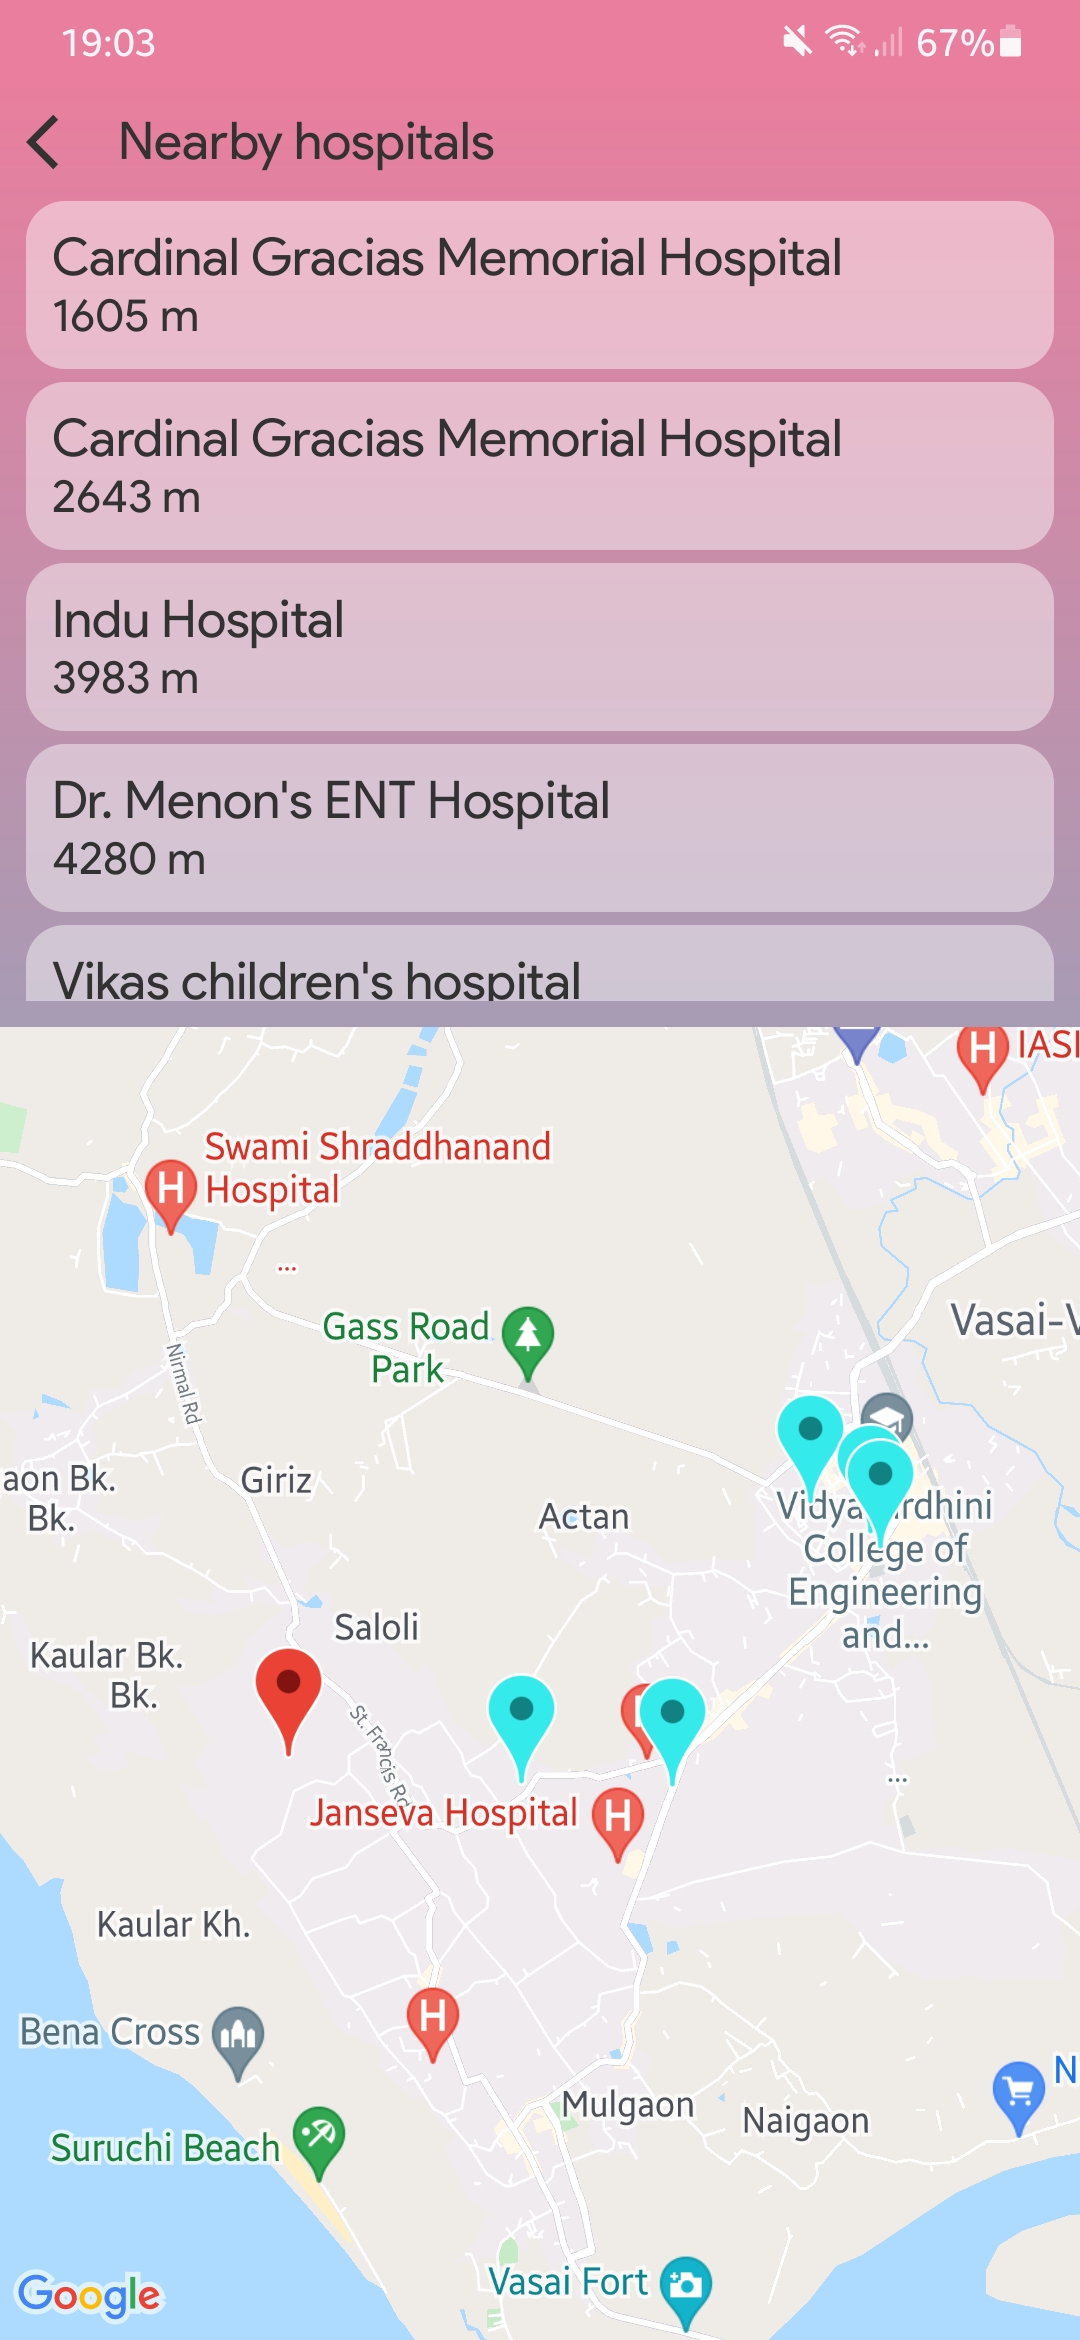 19:03
67%
Nearby hospitals
Cardinal Gracias Memorial Hospital
1605 m
Cardinal Gracias Memorial Hospital
2643 m
Indu Hospital
3983 m
Dr. Menon's ENT Hospital
4280 m
Vikas children's hospital
H IASI
Swami Shraddhanand
H Hospital
...
Gass Road
Park
Vasai-V
Nirmal Rd
aon Bk.
Bk.
Giriz
Actan
College of
Engineering
and...
Saloli
Kaular Bk.
Bk.
St. Francis Rd
...
Janseva Hospital H
Kaular Kh.
H
Bena Cross
Mulgaon
Naigaon
N
Suruchi Beach
Vasai Fort
Google